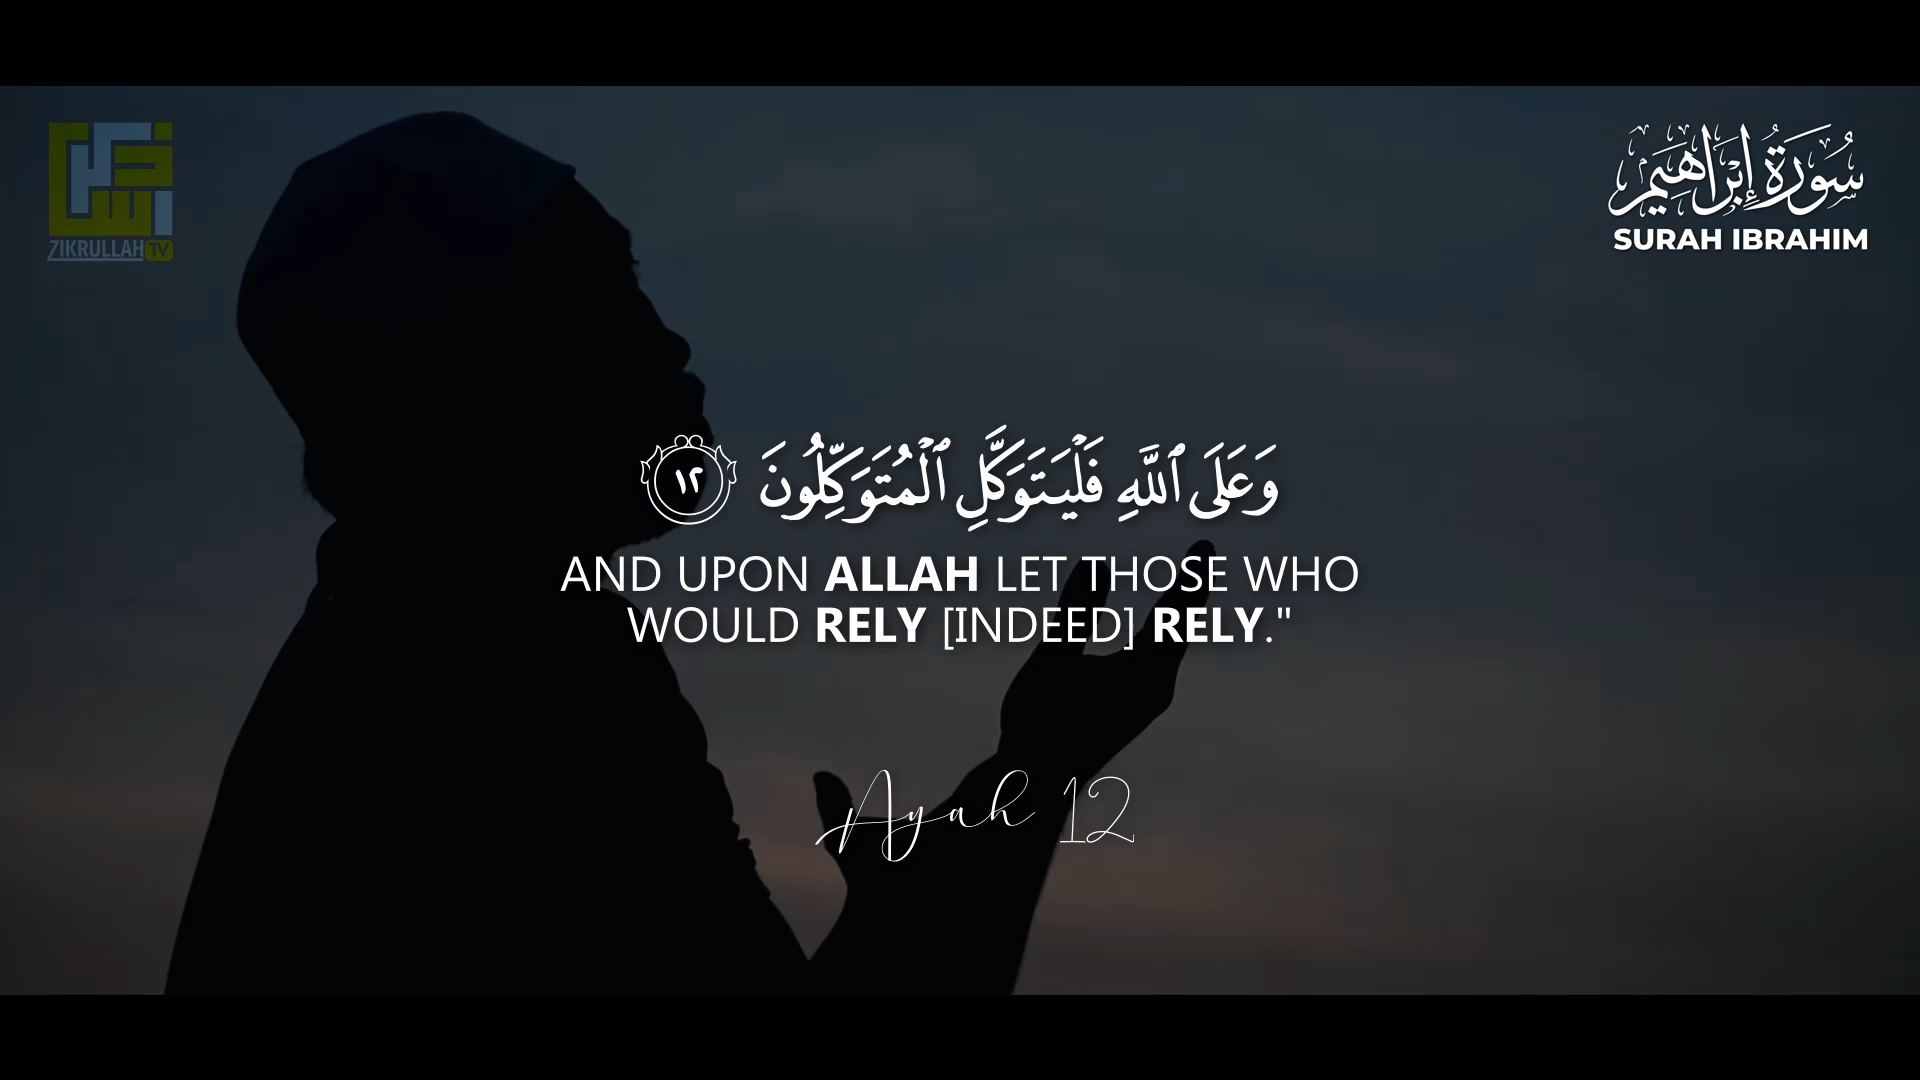 ZIKRULLAH TV
سُورَةُ إِبْرَاهِيم
SURAH IBRAHIM
وَعَلَى ٱللَّهِ فَلْيَتَوَكَّلِ ٱلْمُتَوَكِّلُونَ ١٢
AND UPON ALLAH LET THOSE WHO
WOULD RELY [INDEED] RELY."
Ayah 12